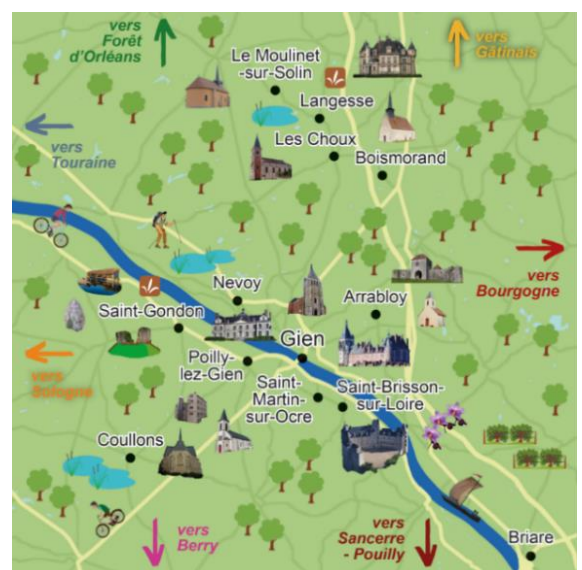 vers
Forêt
d'Orléans
Le Moulinet
-sur-Solin
vers
Gâtinais
Langesse
vers
Touraine
Les Choux
Boismorand
vers
Bourgogne
Nevoy
Arrabloy
Saint-Gondon
Gien
vers
Sologne
Poilly-
lez-Gien
Saint-
Martin-
sur-Ocre
Saint-Brisson-
sur-Loire
Coullons
vers
Berry
vers
Sancerre
- Pouilly
Briare